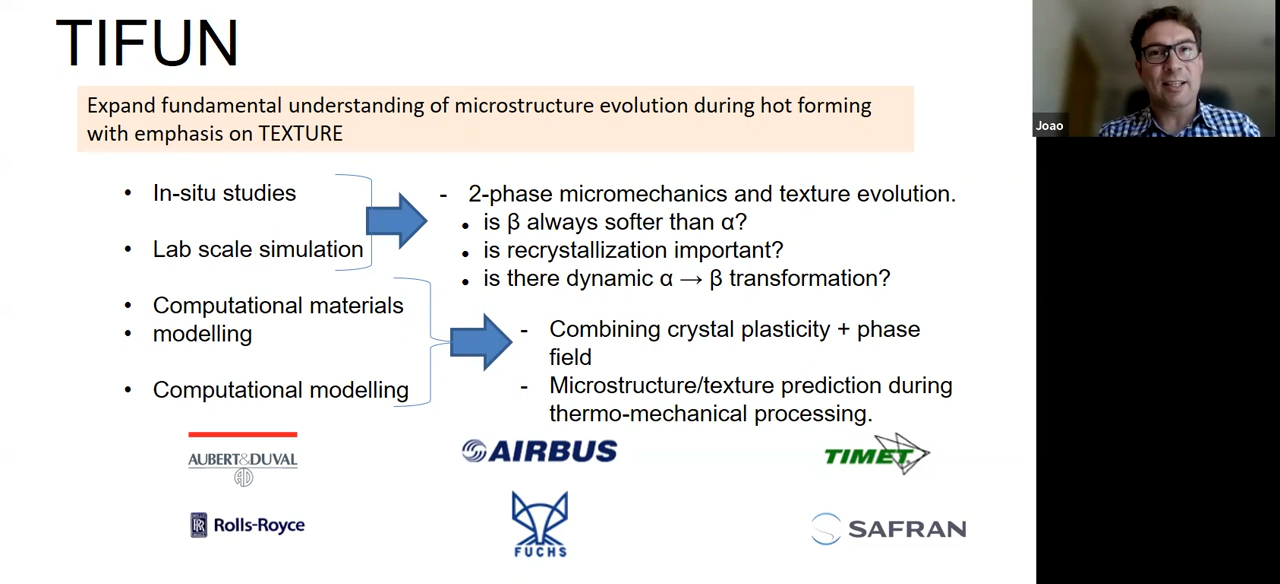 TIFUN
Expand fundamental understanding of microstructure evolution during hot forming
with emphasis on TEXTURE
• In-situ studies
• Lab scale simulation
• Computational materials
• modelling
• Computational modelling
- 2-phase micromechanics and texture evolution.
• is β always softer than α?
• is recrystallization important?
• is there dynamic α → β transformation?
- Combining crystal plasticity + phase
field
- Microstructure/texture prediction during
thermo-mechanical processing.
AUBERT&DUVAL
AD
AIRBUS
TIMET
RR
Rolls-Royce
FUCHS
SAFRAN
Joao